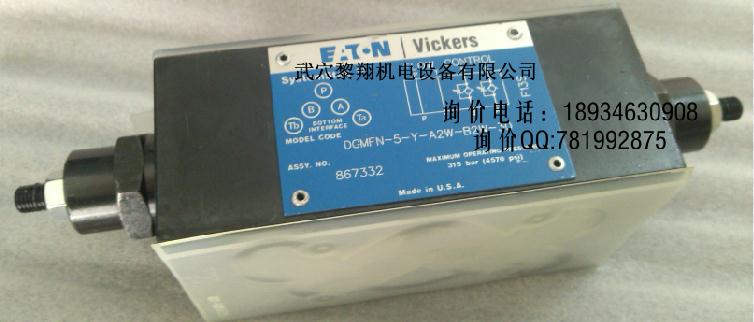 EATON Vickers
武穴黎翔机电设备有限公司
CONTROL
P
B A
Tb Ta
BOTTOM
INTERFACE
P
F13S
询价电话：18934630908
询价QQ:781992875
MODEL CODE DGMFN-5-Y-A2W-B2W
ASSY. NO. 867332
MAXIMUM OPERATING
315 bar (4570 psi)
Made in U.S.A.